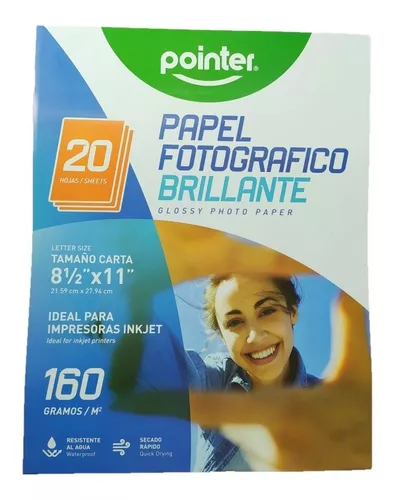 pointer®
PAPEL
FOTOGRAFICO
BRILLANTE
GLOSSY PHOTO PAPER
20
HOJAS / SHEETS
LETTER SIZE
TAMAÑO CARTA
8½"x11"
21.59 cm x 27.94 cm
IDEAL PARA
IMPRESORAS INKJET
Ideal for inkjet printers
160
GRAMOS / M²
RESISTENTE
AL AGUA
Waterproof
SECADO
RÁPIDO
Quick Drying